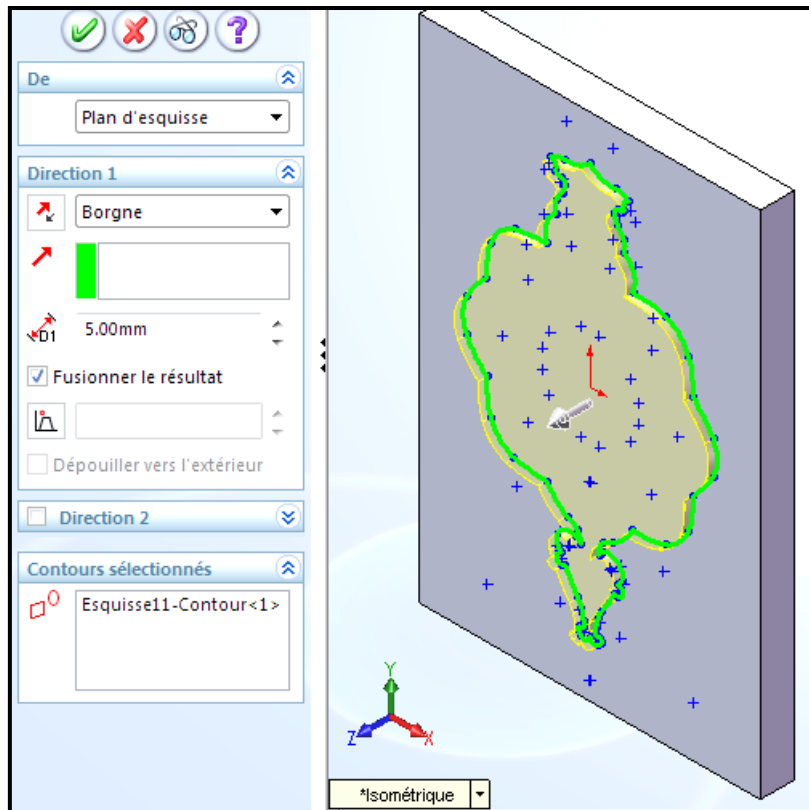 ?
De
Plan d'esquisse
Direction 1
Borgne
D1
5.00mm
Fusionner le résultat
Dépouiller vers l'extérieur
Direction 2
Contours sélectionnés
Esquisse11-Contour<1>
Y
Z
X
*Isométrique